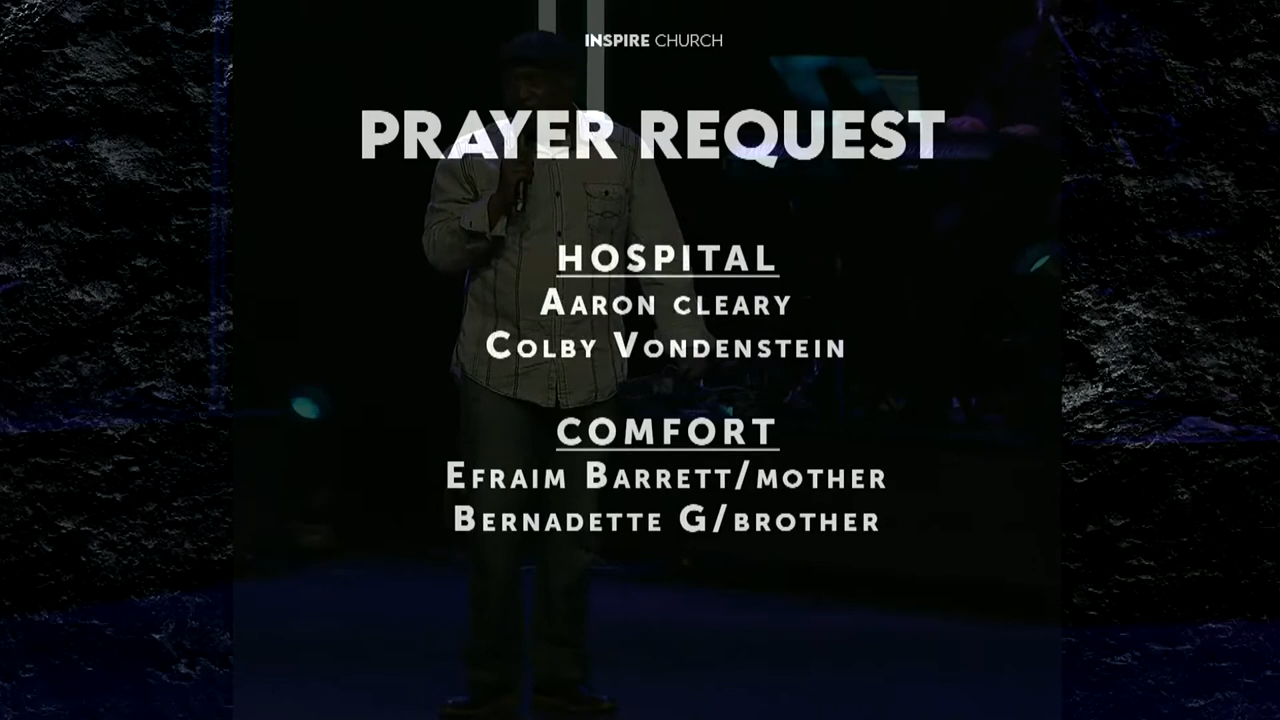 INSPIRE CHURCH
PRAYER REQUEST
HOSPITAL
AARON CLEARY
COLBY VONDENSTEIN
COMFORT
EFRAIM BARRETT/MOTHER
BERNADETTE G/BROTHER